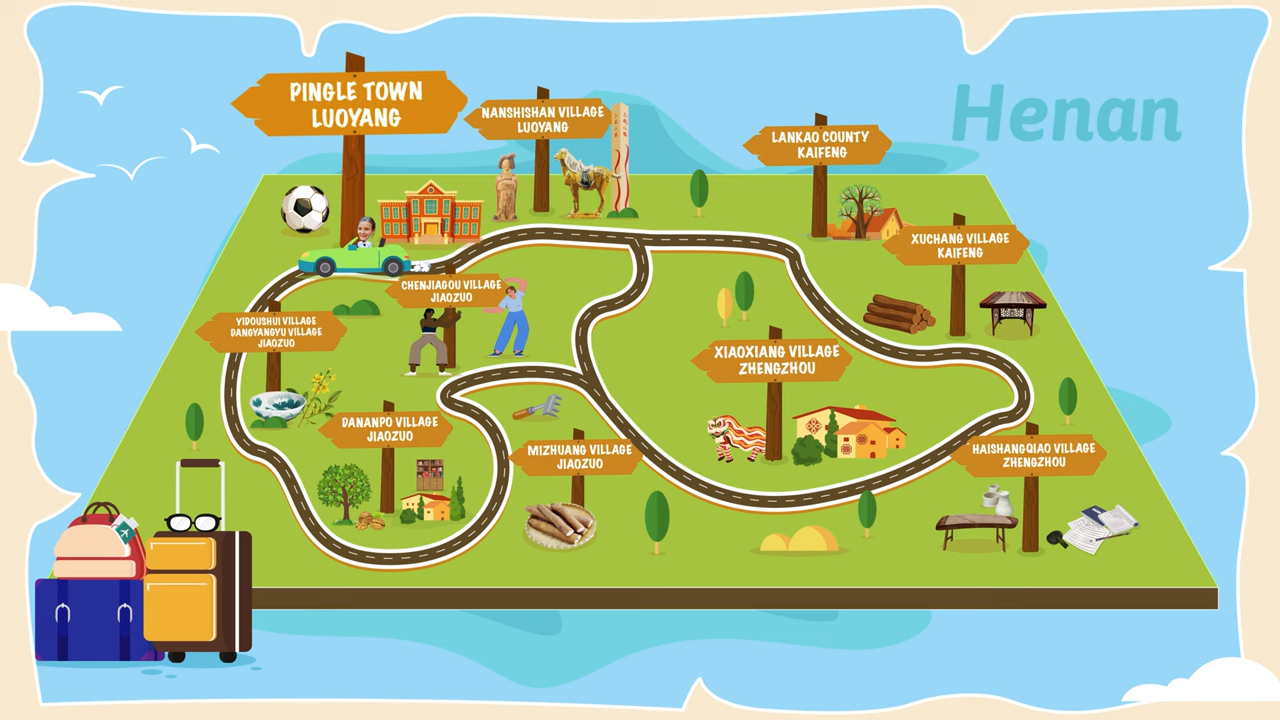 Henan
PINGLE TOWN
LUOYANG
NANSHISHAN VILLAGE
LUOYANG
LANKAO COUNTY
KAIFENG
XUCHANG VILLAGE
KAIFENG
CHENJIAGOU VILLAGE
JIAOZUO
YIDOUSHUI VILLAGE
DANGYANGYU VILLAGE
JIAOZUO
XIAOXIANG VILLAGE
ZHENGZHOU
DANANPO VILLAGE
JIAOZUO
MIZHUANG VILLAGE
JIAOZUO
HAISHANGQIAO VILLAGE
ZHENGZHOU